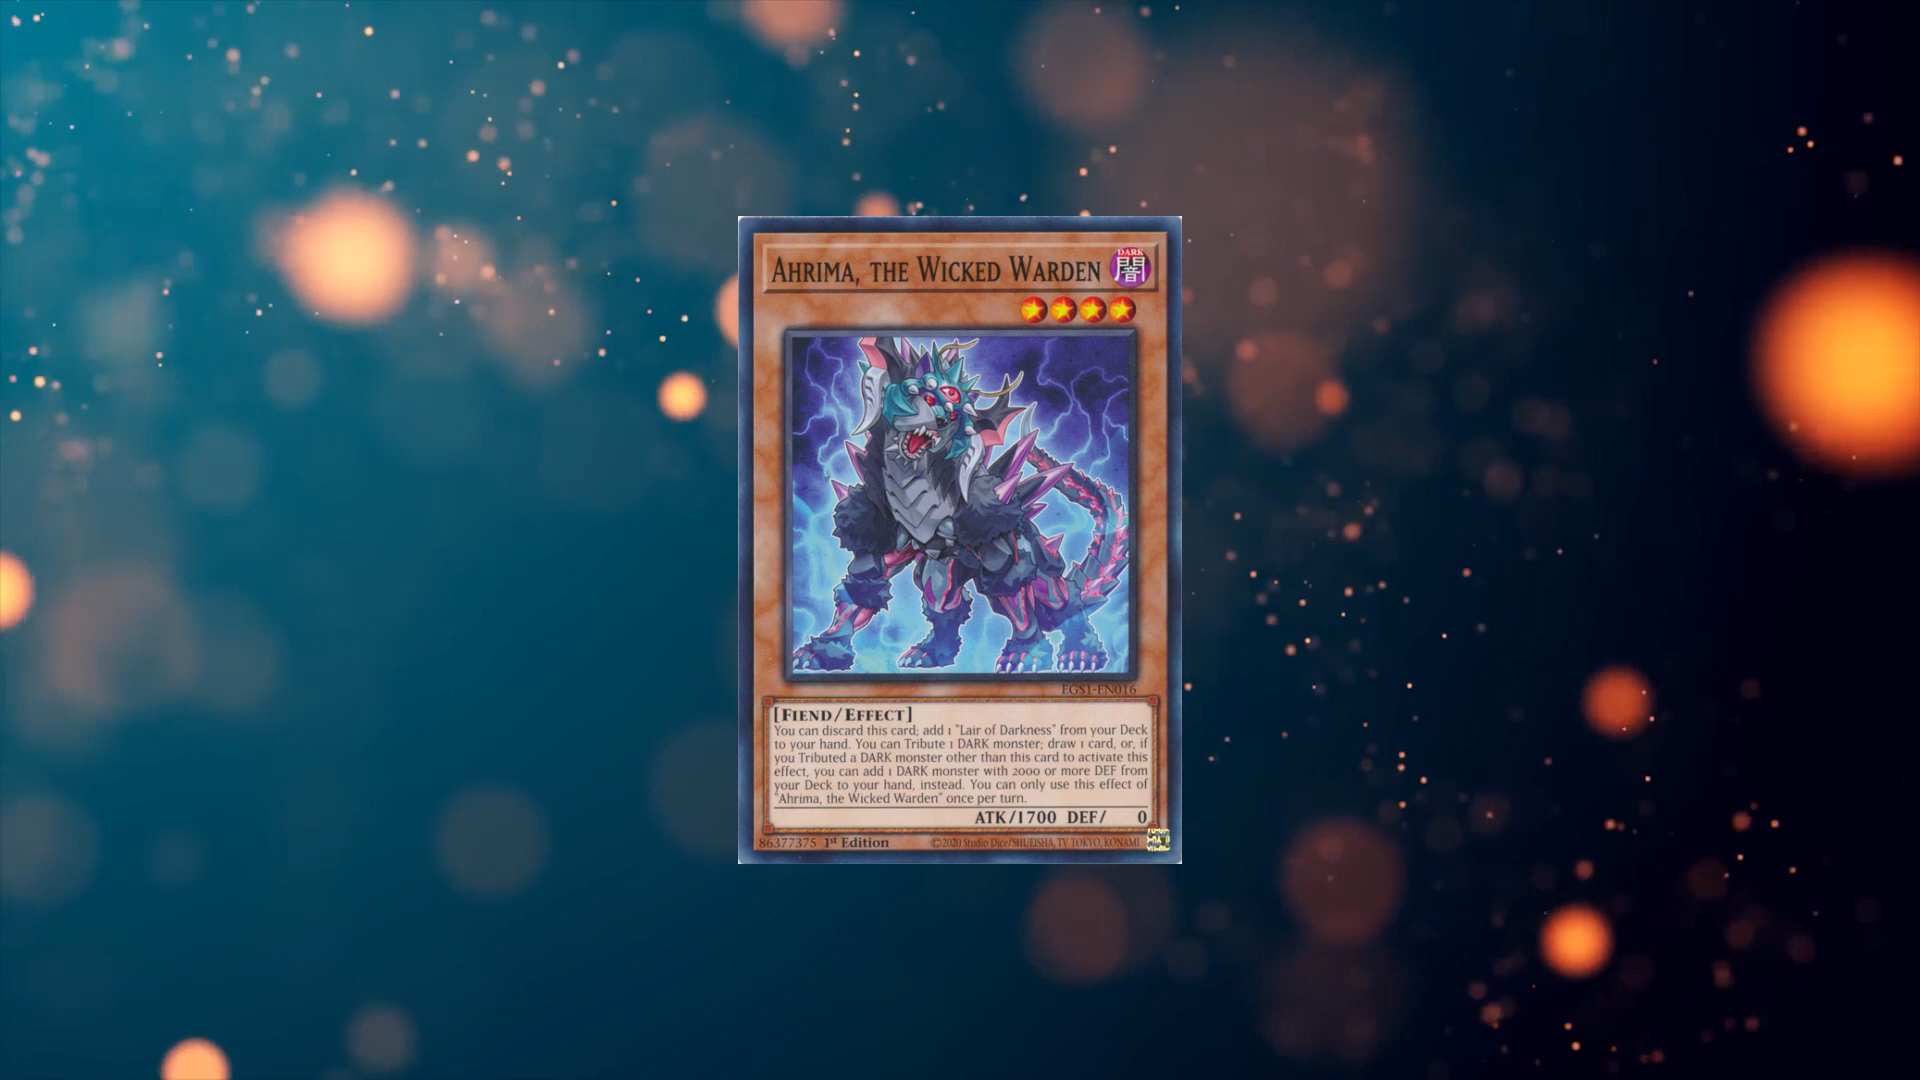 AHRIMA, THE WICKED WARDEN
DARK
闇
EGS1-EN016
[FIEND/EFFECT]
You can discard this card; add 1 "Lair of Darkness" from your Deck
to your hand. You can Tribute 1 DARK monster; draw 1 card, or, if
you Tributed a DARK monster other than this card to activate this
effect, you can add 1 DARK monster with 2000 or more DEF from
your Deck to your hand, instead. You can only use this effect of
"Ahrima, the Wicked Warden" once per turn.
ATK/1700 DEF/ 0
86377375 1st Edition ©2020 Studio Dice/SHUEISHA, TV TOKYO, KONAMI